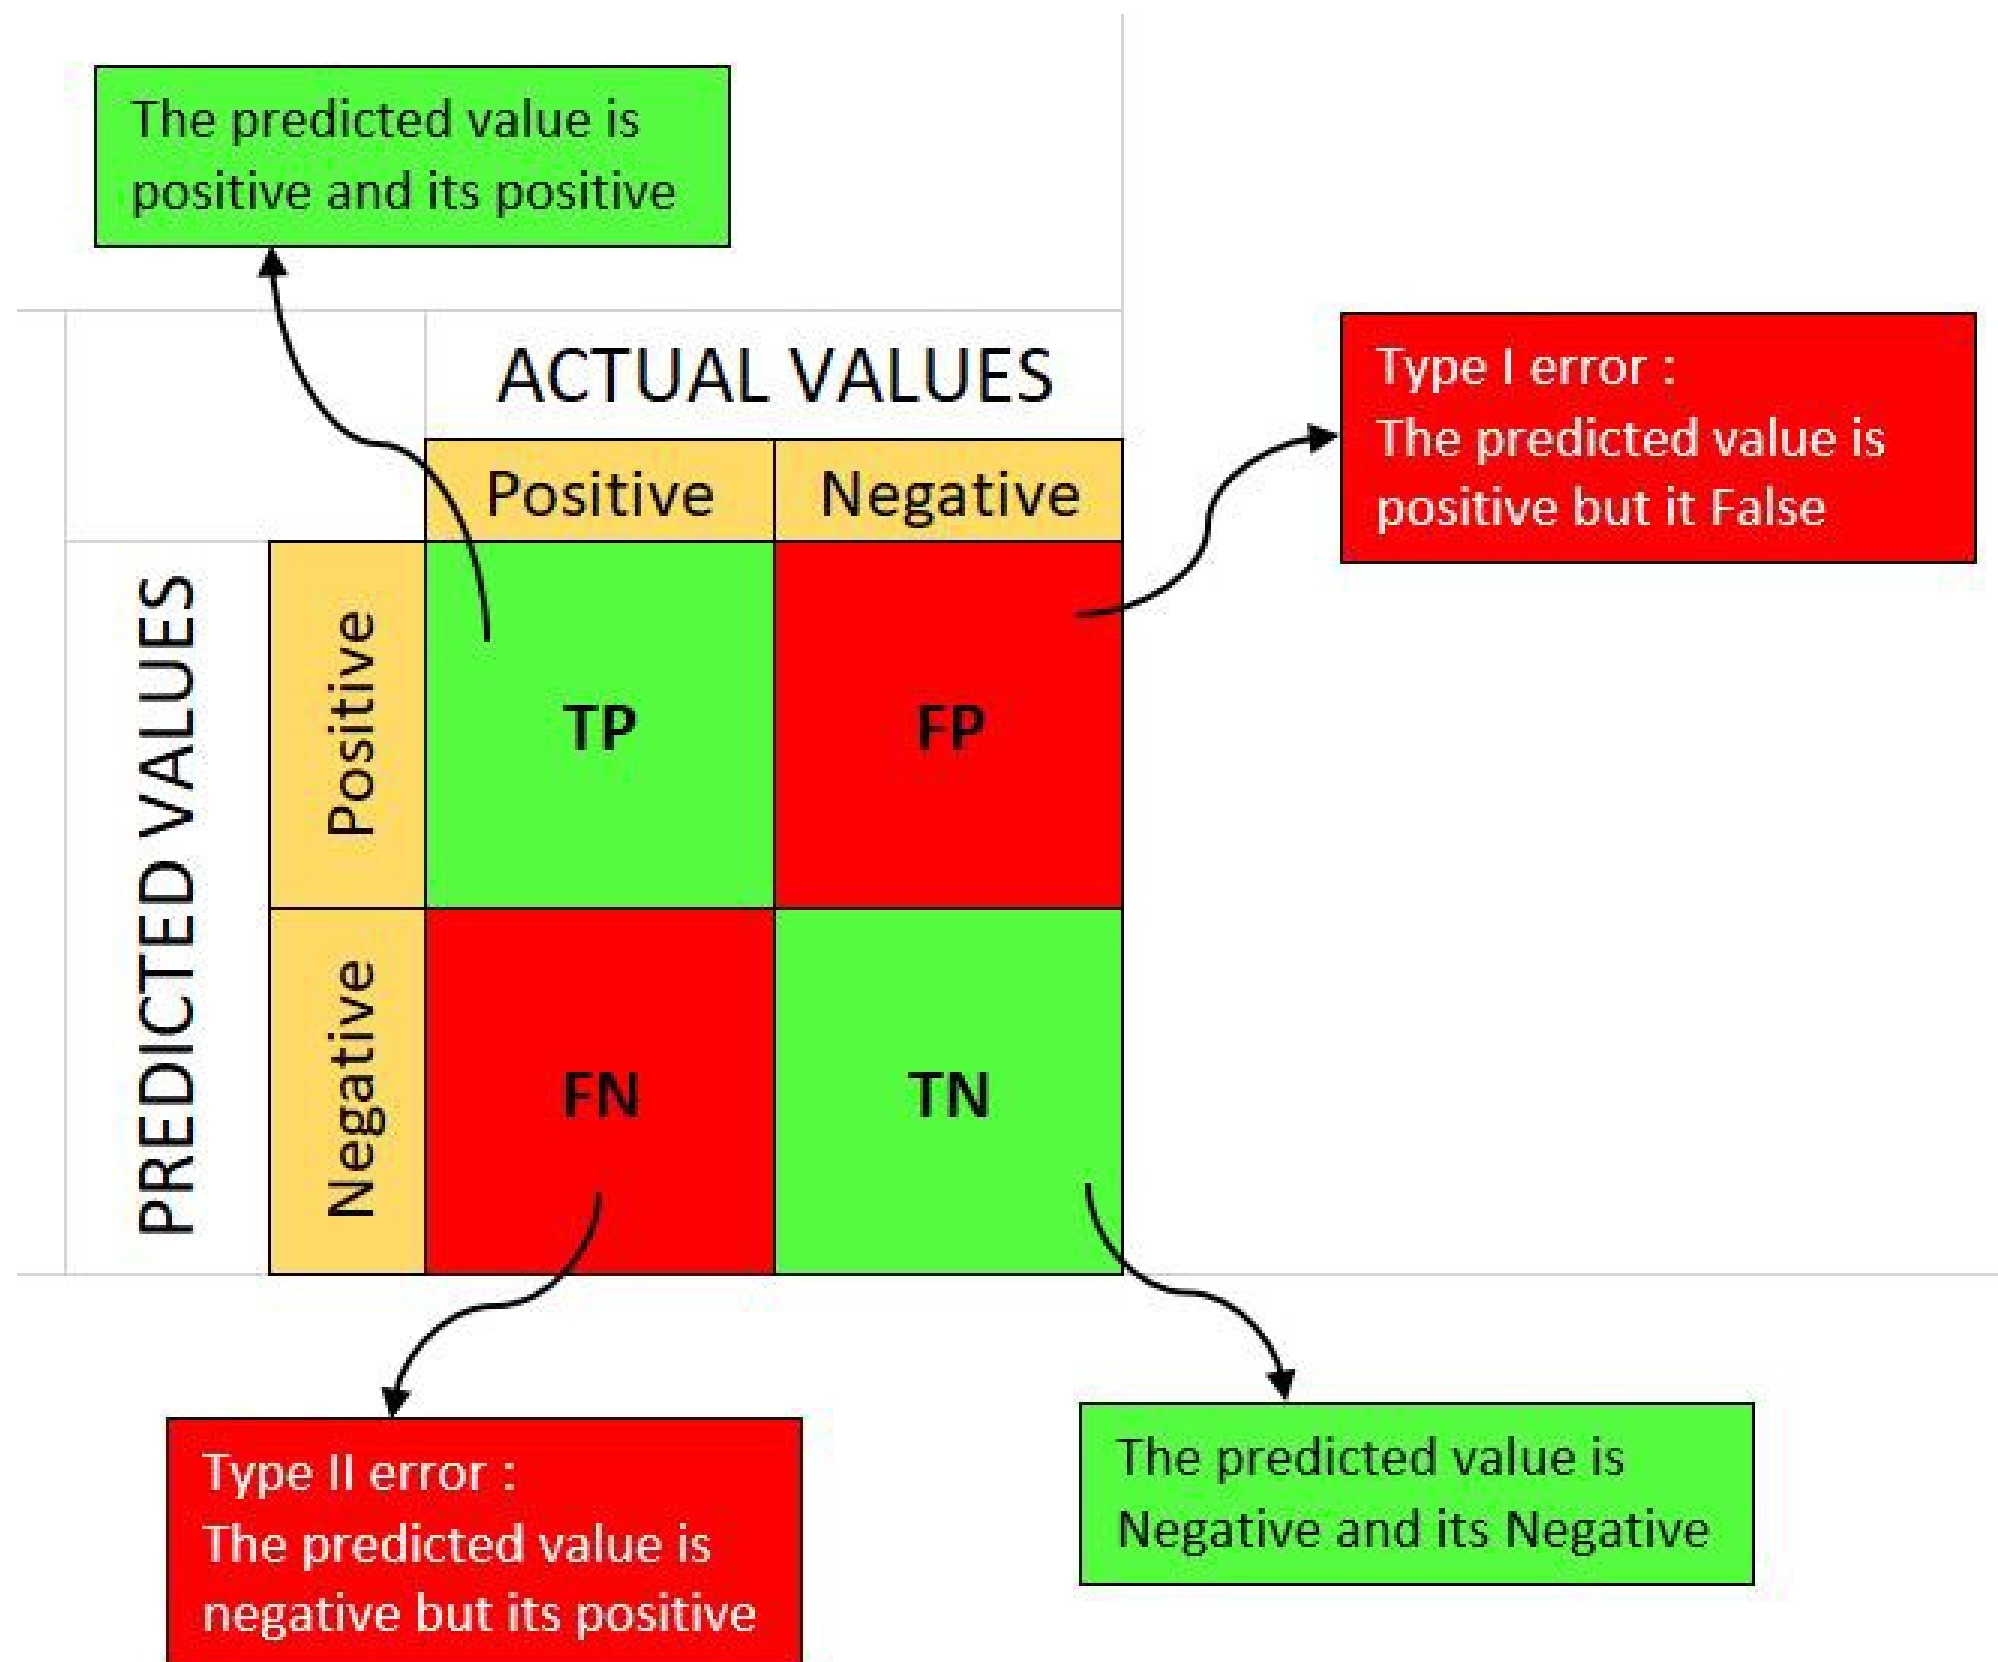 The predicted value is
positive and its positive
ACTUAL VALUES
Type I error :
The predicted value is
positive but it False
Positive
Negative
PREDICTED VALUES
Positive
TP
FP
Negative
FN
TN
Type II error :
The predicted value is
negative but its positive
The predicted value is
Negative and its Negative